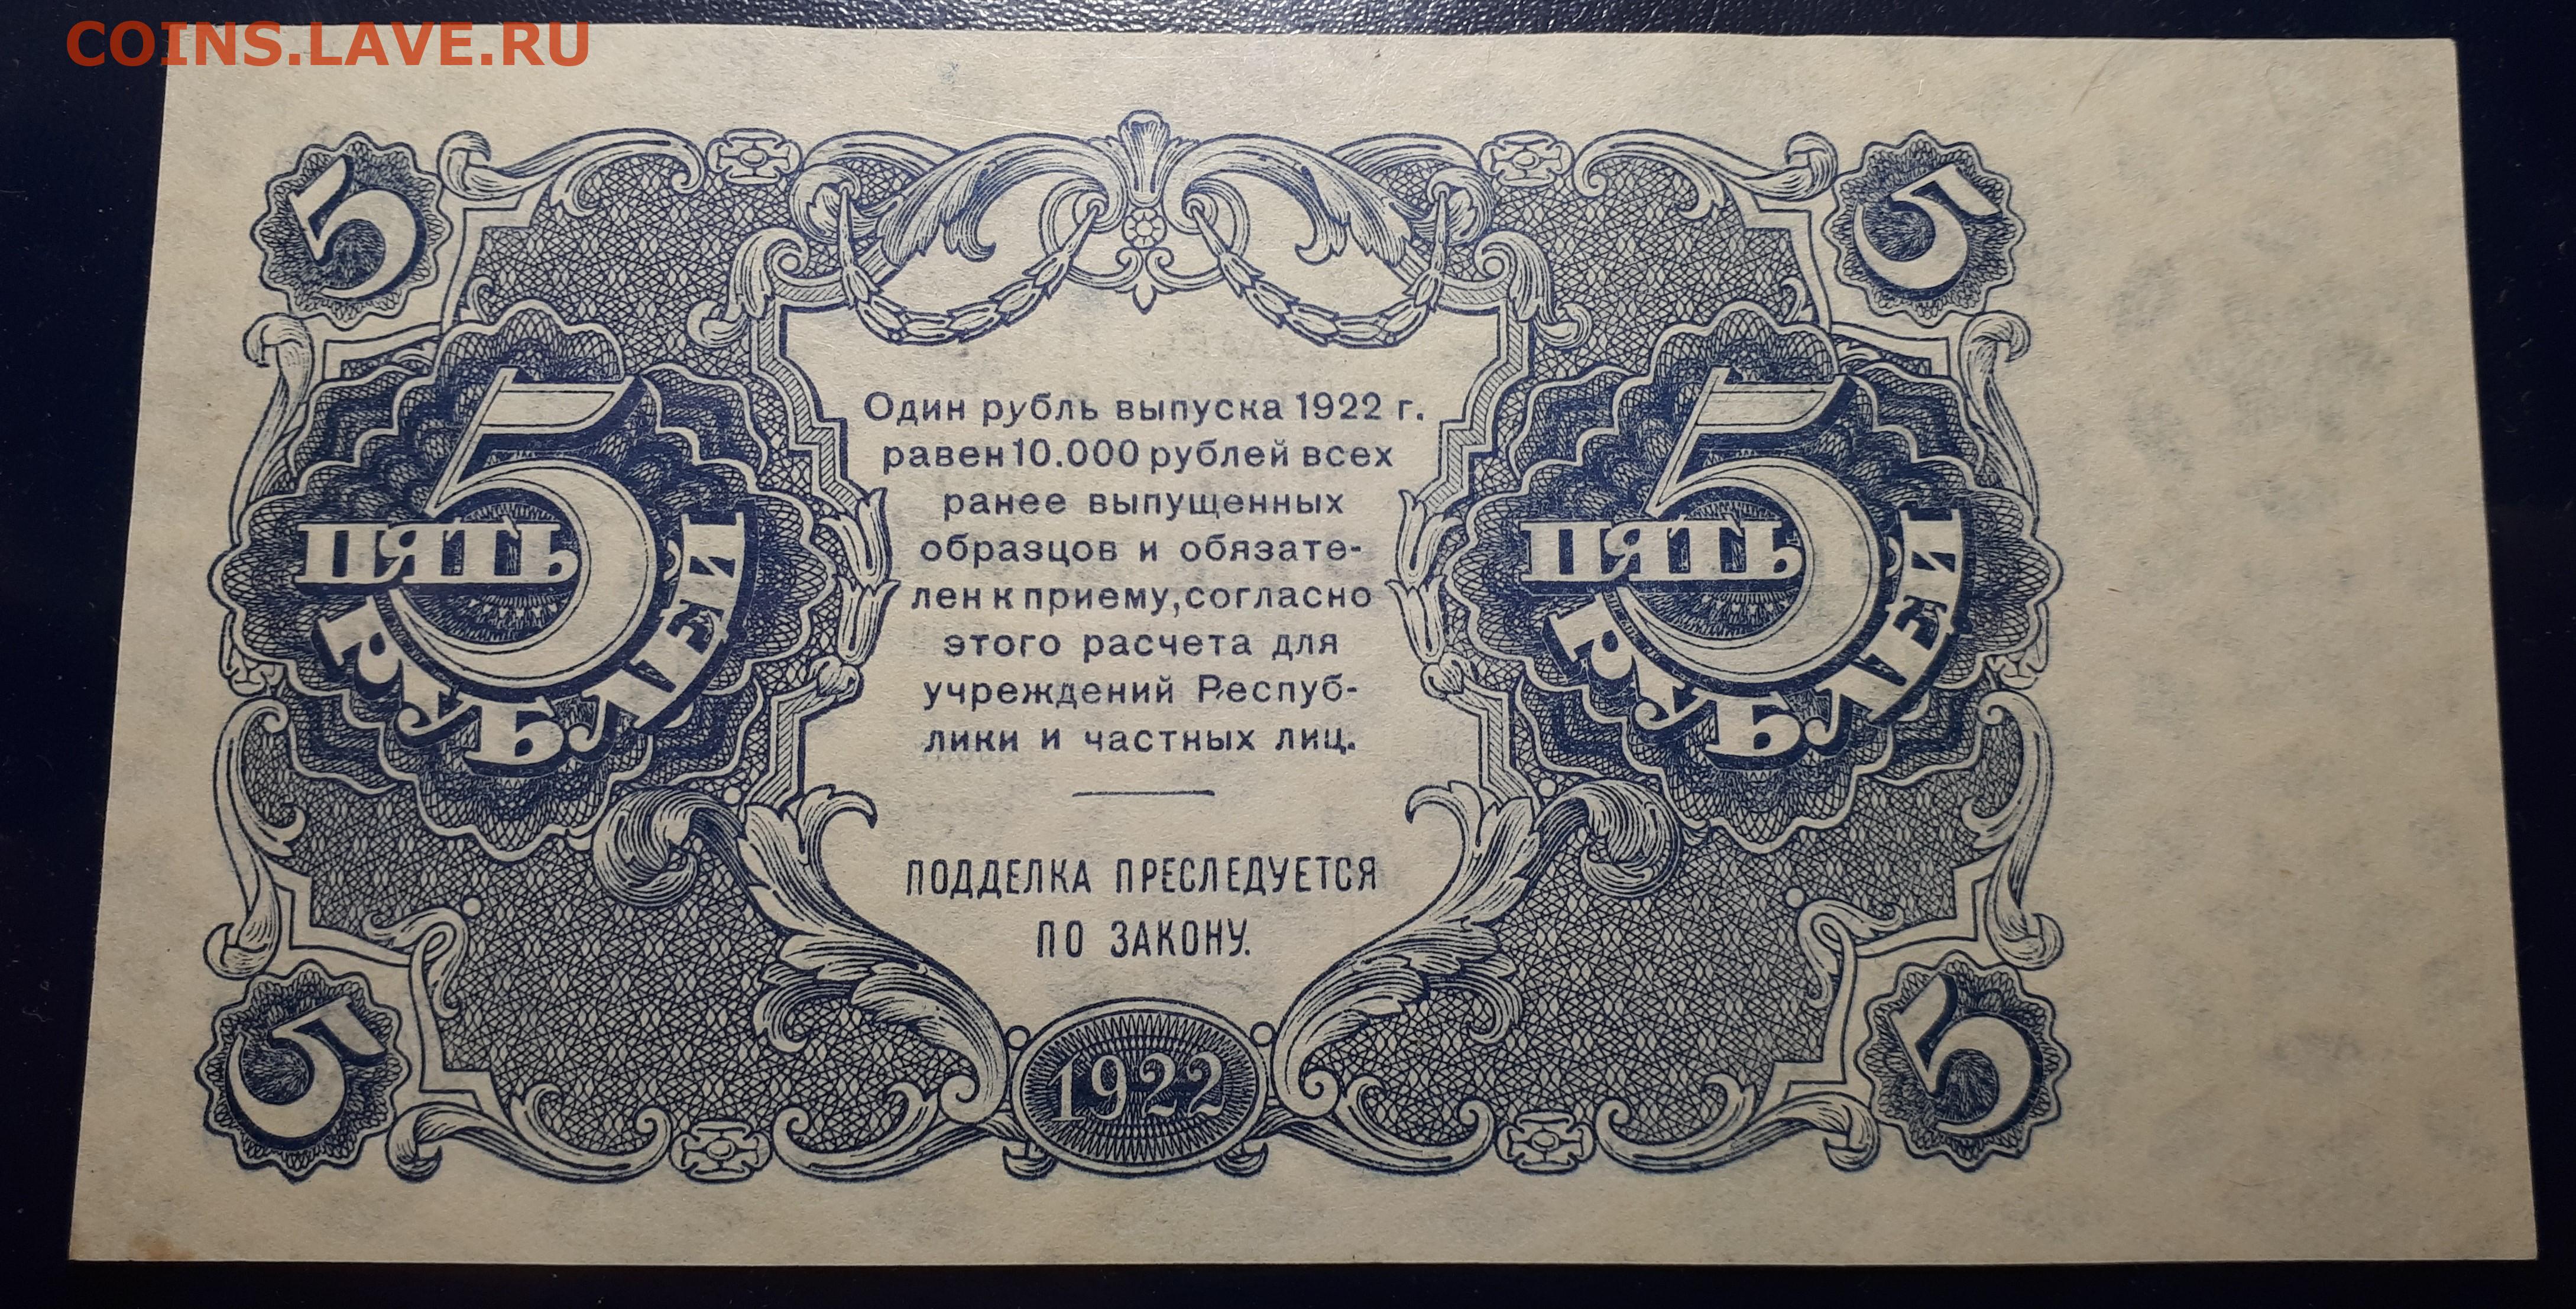 COINS.LAVE.RU
5
5
5
ПЯТЬ
РУБЛЕЙ
Один рубль выпуска 1922 г.
равен 10.000 рублей всех
ранее выпущенных
образцов и обязате-
лен к приему, согласно
этого расчета для
учреждений Респуб-
лики и частных лиц.
ПОДДЕЛКА ПРЕСЛЕДУЕТСЯ
ПО ЗАКОНУ.
5
ПЯТЬ
РУБЛЕЙ
5
1922
5